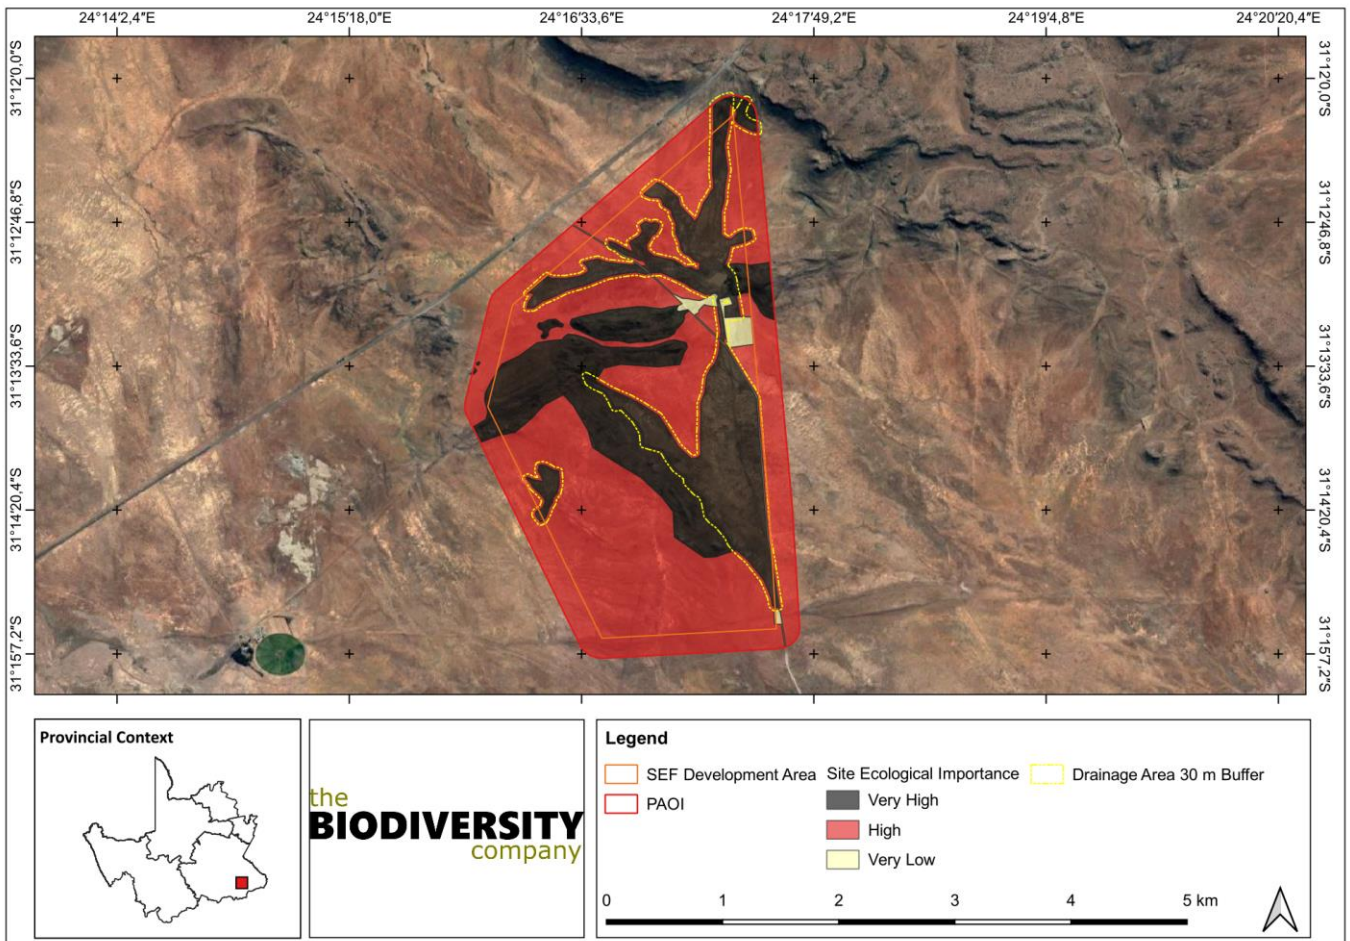 24°14′2,4″E 24°15′18,0″E 24°16′33,6″E 24°17′49,2″E 24°19′4,8″E 24°20′20,4″E
31°12′0,0″S
31°12′46,8″S
31°13′33,6″S
31°14′20,4″S
31°15′7,2″S
31°12′0,0″S
31°12′46,8″S
31°13′33,6″S
31°14′20,4″S
31°15′7,2″S
Provincial Context
the
BIODIVERSITY
company
Legend
SEF Development Area
PAOI
Site Ecological Importance
Very High
High
Very Low
Drainage Area 30 m Buffer
0 1 2 3 4 5 km